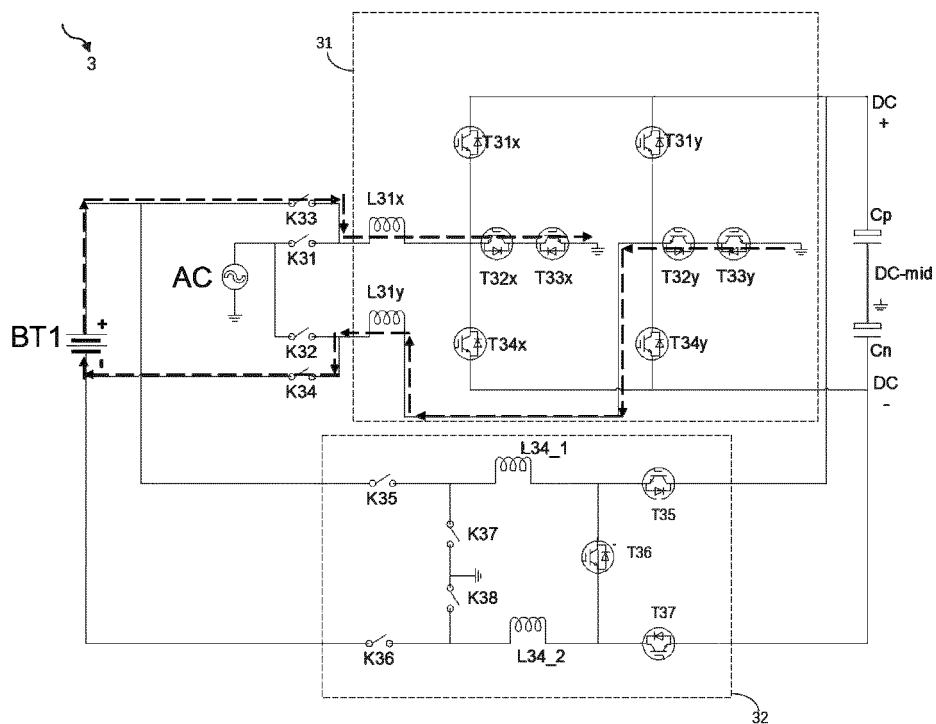 31
3
DC
+
T31x
T31y
L31x
K33
Cp
K31
AC
T32x
T33x
T32y
T33y
DC-mid
L31y
BT1
+
-
K32
T34x
T34y
Cn
K34
DC
-
L34_1
K35
T35
K37
T36
K38
T37
K36
L34_2
32